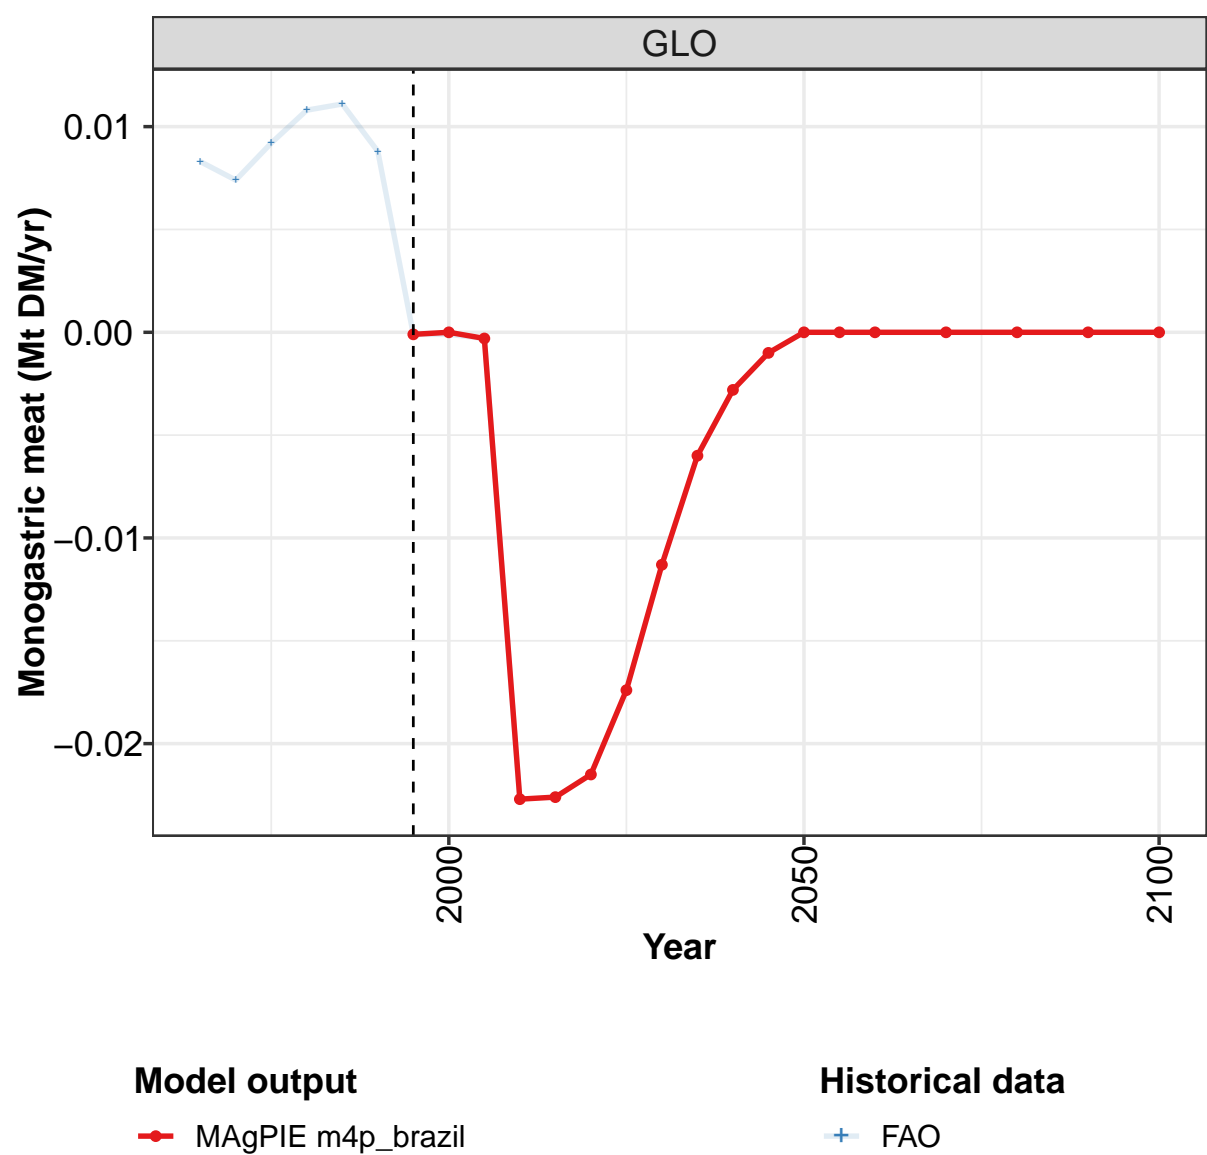 GLO
Monogastric meat (Mt DM/yr)
0.01
0.00
−0.01
−0.02
2000
2050
2100
Year
Model output
MAgPIE m4p_brazil
Historical data
FAO